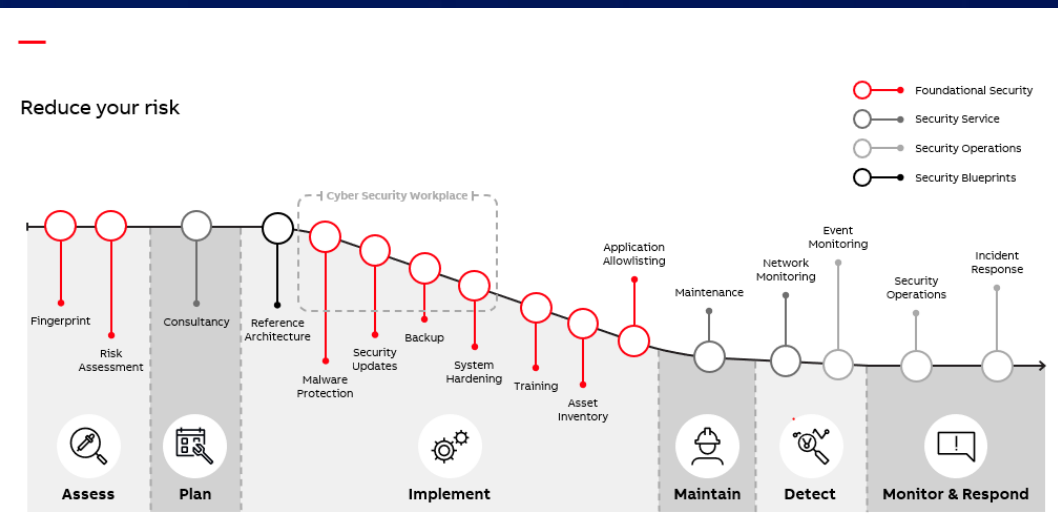 Reduce your risk
Foundational Security
Security Service
Security Operations
Security Blueprints
Cyber Security Workplace
Fingerprint
Risk
Assessment
Consultancy
Reference
Architecture
Malware
Protection
Security
Updates
Backup
System
Hardening
Training
Asset
Inventory
Application
Allowlisting
Maintenance
Network
Monitoring
Event
Monitoring
Security
Operations
Incident
Response
Assess
Plan
Implement
Maintain
Detect
Monitor & Respond